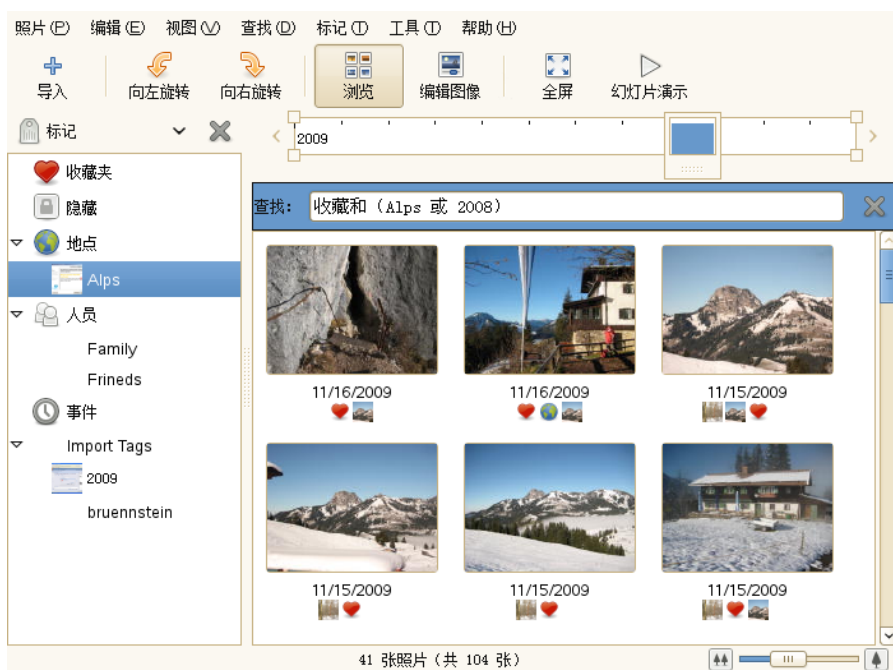 照片(P) 编辑(E) 视图(V) 查找(D) 标记(T) 工具(T) 帮助(H)
导入 向左旋转 向右旋转 浏览 编辑图像 全屏 幻灯片演示
标记
2009
收藏夹
隐藏
地点
Alps
人员
Family
Frineds
事件
Import Tags
2009
bruennstein
查找: 收藏和 (Alps 或 2008)
11/16/2009 11/16/2009 11/15/2009
11/15/2009 11/15/2009 11/15/2009
41 张照片(共 104 张)